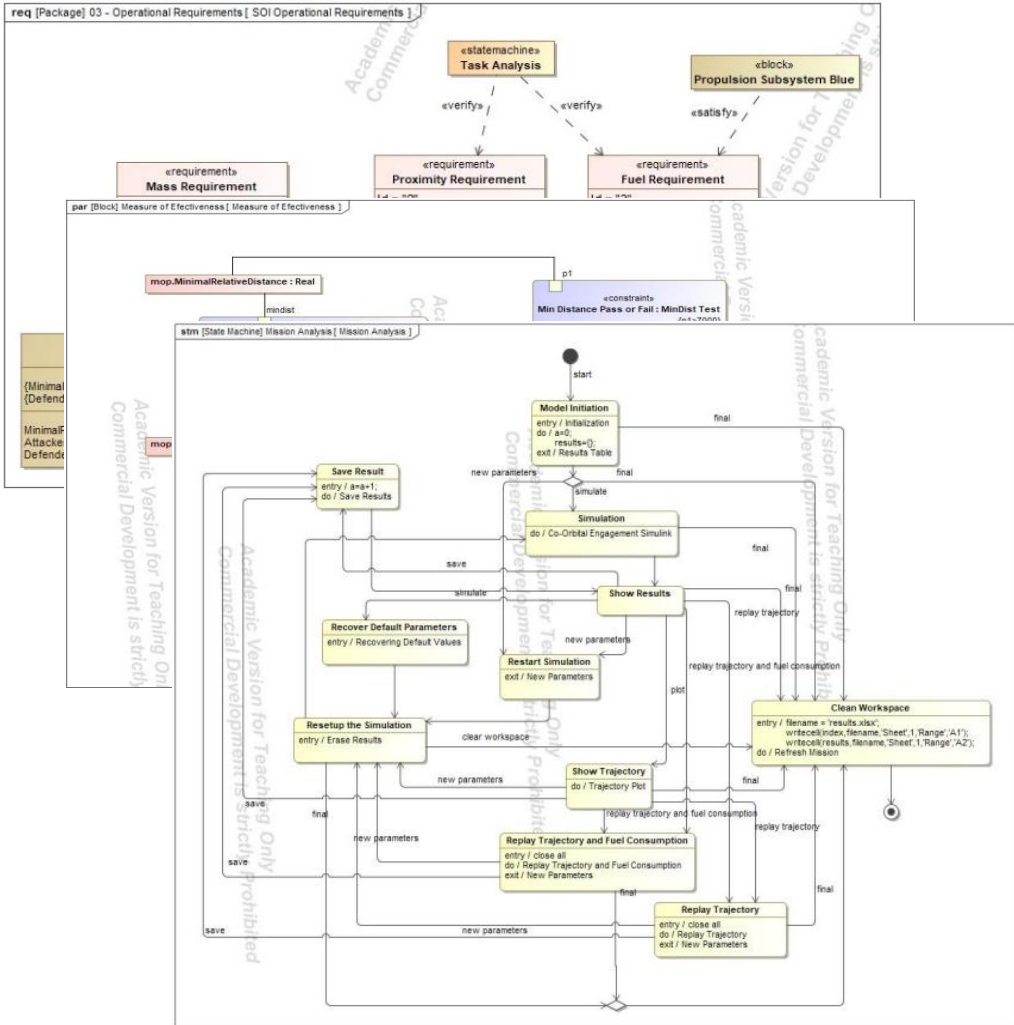 req [Package] 03 - Operational Requirements [ SOI Operational Requirements ]
«statemachine»
Task Analysis
«block»
Propulsion Subsystem Blue
«verify»
«verify»
«satisfy»
«requirement»
Mass Requirement
«requirement»
Proximity Requirement
«requirement»
Fuel Requirement
par [Block] Measure of Efectiveness [ Measure of Efectiveness ]
p1
mop.MinimalRelativeDistance : Real
mindist
«constraint»
Min Distance Pass or Fail : MinDist Test
{Minimal
{Defend
Attacke
Defende
mop
stm [State Machine] Mission Analysis [ Mission Analysis ]
start
Model Initiation
entry / Initialization
do / a=0;
results={};
exit / Results Table
final
new parameters
final
simulate
Save Result
entry / a=a+1;
do / Save Results
Simulation
do / Co-Orbital Engagement Simulink
final
save
simulate
Show Results
final
replay trajectory
Recover Default Parameters
entry / Recovering Default Values
new parameters
Restart Simulation
exit / New Parameters
replay trajectory and fuel consumption
plot
Resetup the Simulation
entry / Erase Results
clear workspace
Clean Workspace
entry / filename = 'results.xlsx';
writecell(index,filename,'Sheet',1,'Range','A1');
writecell(results,filename,'Sheet',1,'Range','A2');
do / Refresh Mission
Show Trajectory
do / Trajectory Plot
new parameters
final
save
final
replay trajectory and fuel consumption
replay trajectory
new parameters
Replay Trajectory and Fuel Consumption
entry / close all
do / Replay Trajectory and Fuel Consumption
exit / New Parameters
save
final
final
Replay Trajectory
entry / close all
do / Replay Trajectory
exit / New Parameters
save
new parameters
Academic Version for Teaching Only
Commercial Development is strictly Prohibited